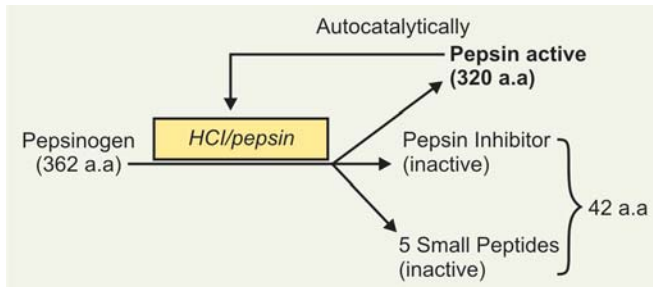 Autocatalytically
Pepsin active
(320 a.a)
HCl/pepsin
Pepsinogen
(362 a.a)
Pepsin Inhibitor
(inactive)
42 a.a
5 Small Peptides
(inactive)